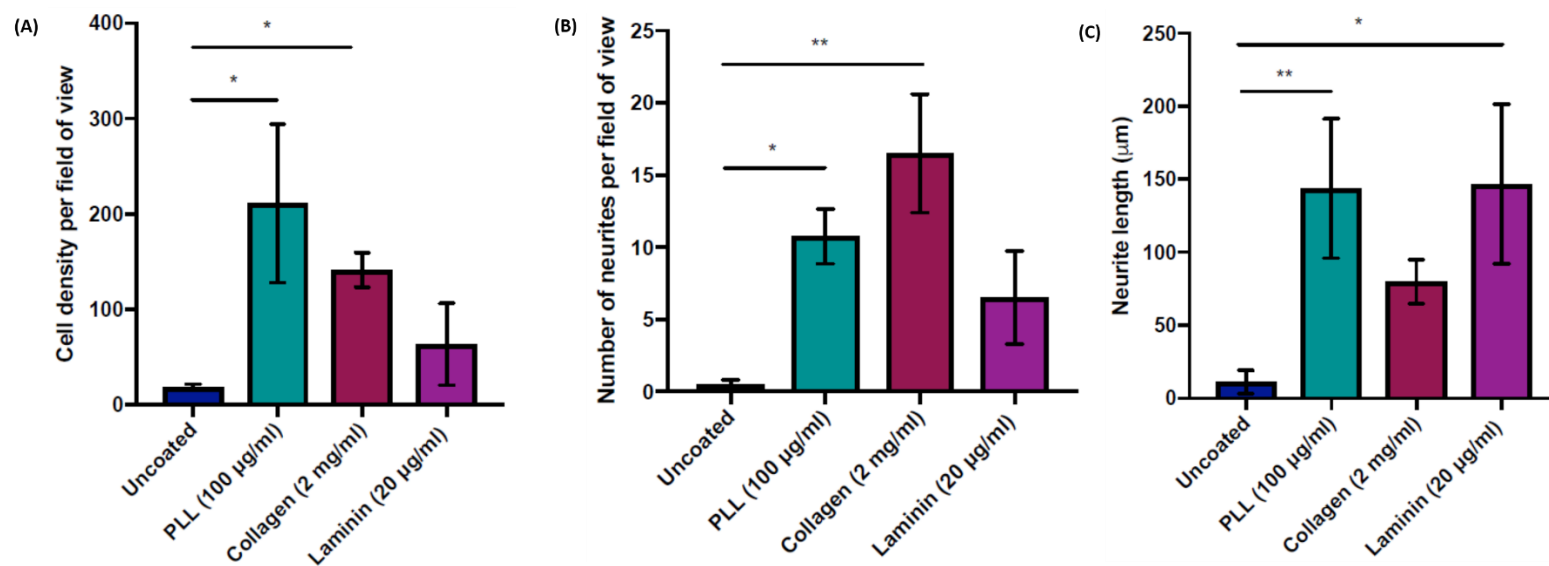 (A)
Cell density per field of view
400
300
200
100
0
*
*
Uncoated
PLL (100 µg/ml)
Collagen (2 mg/ml)
Laminin (20 µg/ml)
(B)
Number of neurites per field of view
25
20
15
10
5
0
**
*
Uncoated
PLL (100 µg/ml)
Collagen (2 mg/ml)
Laminin (20 µg/ml)
(C)
Neurite length (μm)
250
200
150
100
50
0
*
**
Uncoated
PLL (100 µg/ml)
Collagen (2 mg/ml)
Laminin (20 µg/ml)